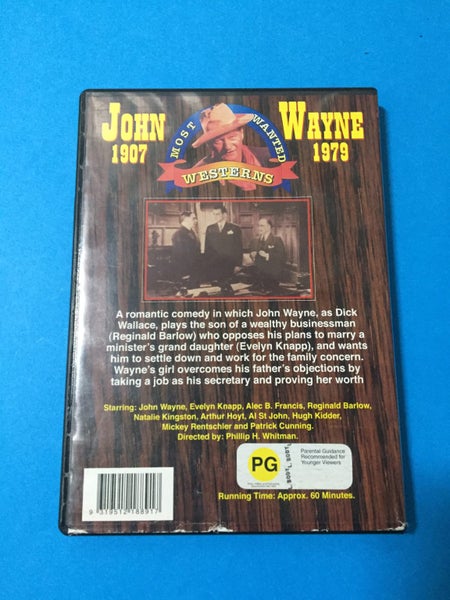 JOHN
1907
MOST WANTED
WESTERNS
WAYNE
1979
A romantic comedy in which John Wayne, as Dick
Wallace, plays the son of a wealthy businessman
(Reginald Barlow) who opposes his plans to marry a
minister's grand daughter (Evelyn Knapp), and wants
him to settle down and work for the family concern.
Wayne's girl overcomes his father's objections by
taking a job as his secretary and proving her worth
Starring: John Wayne, Evelyn Knapp, Alec B. Francis, Reginald Barlow,
Natalie Kingston, Arthur Hoyt, Al St John, Hugh Kidder,
Mickey Rentschler and Patrick Cunning.
Directed by: Phillip H. Whitman.
PG
Parental Guidance
Recommended for
Younger Viewers
Running Time: Approx. 60 Minutes.
9 319512 188917